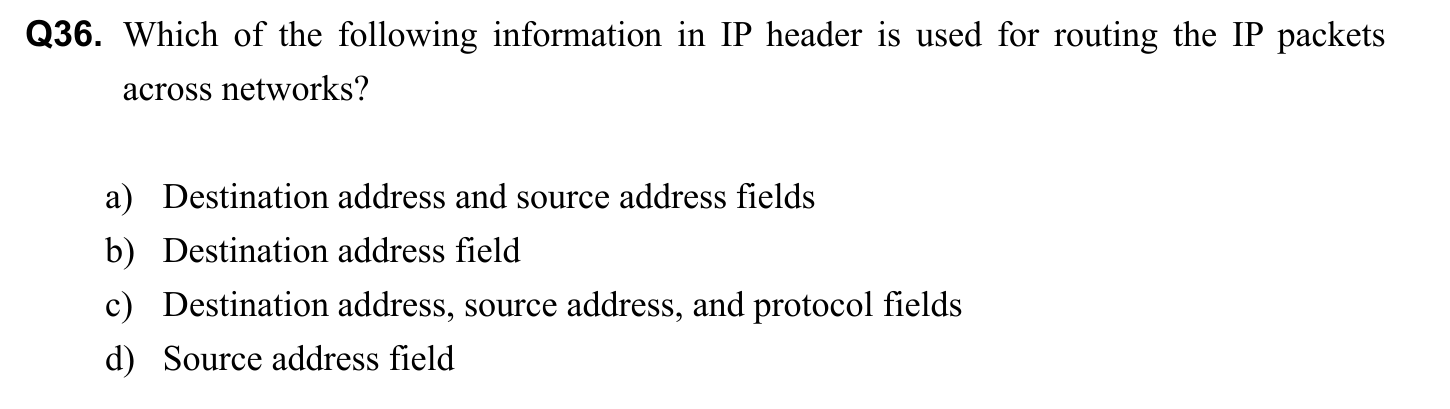 Q36. Which of the following information in IP header is used for routing the IP packets
across networks?
a) Destination address and source address fields
b) Destination address field
c) Destination address, source address, and protocol fields
d) Source address field